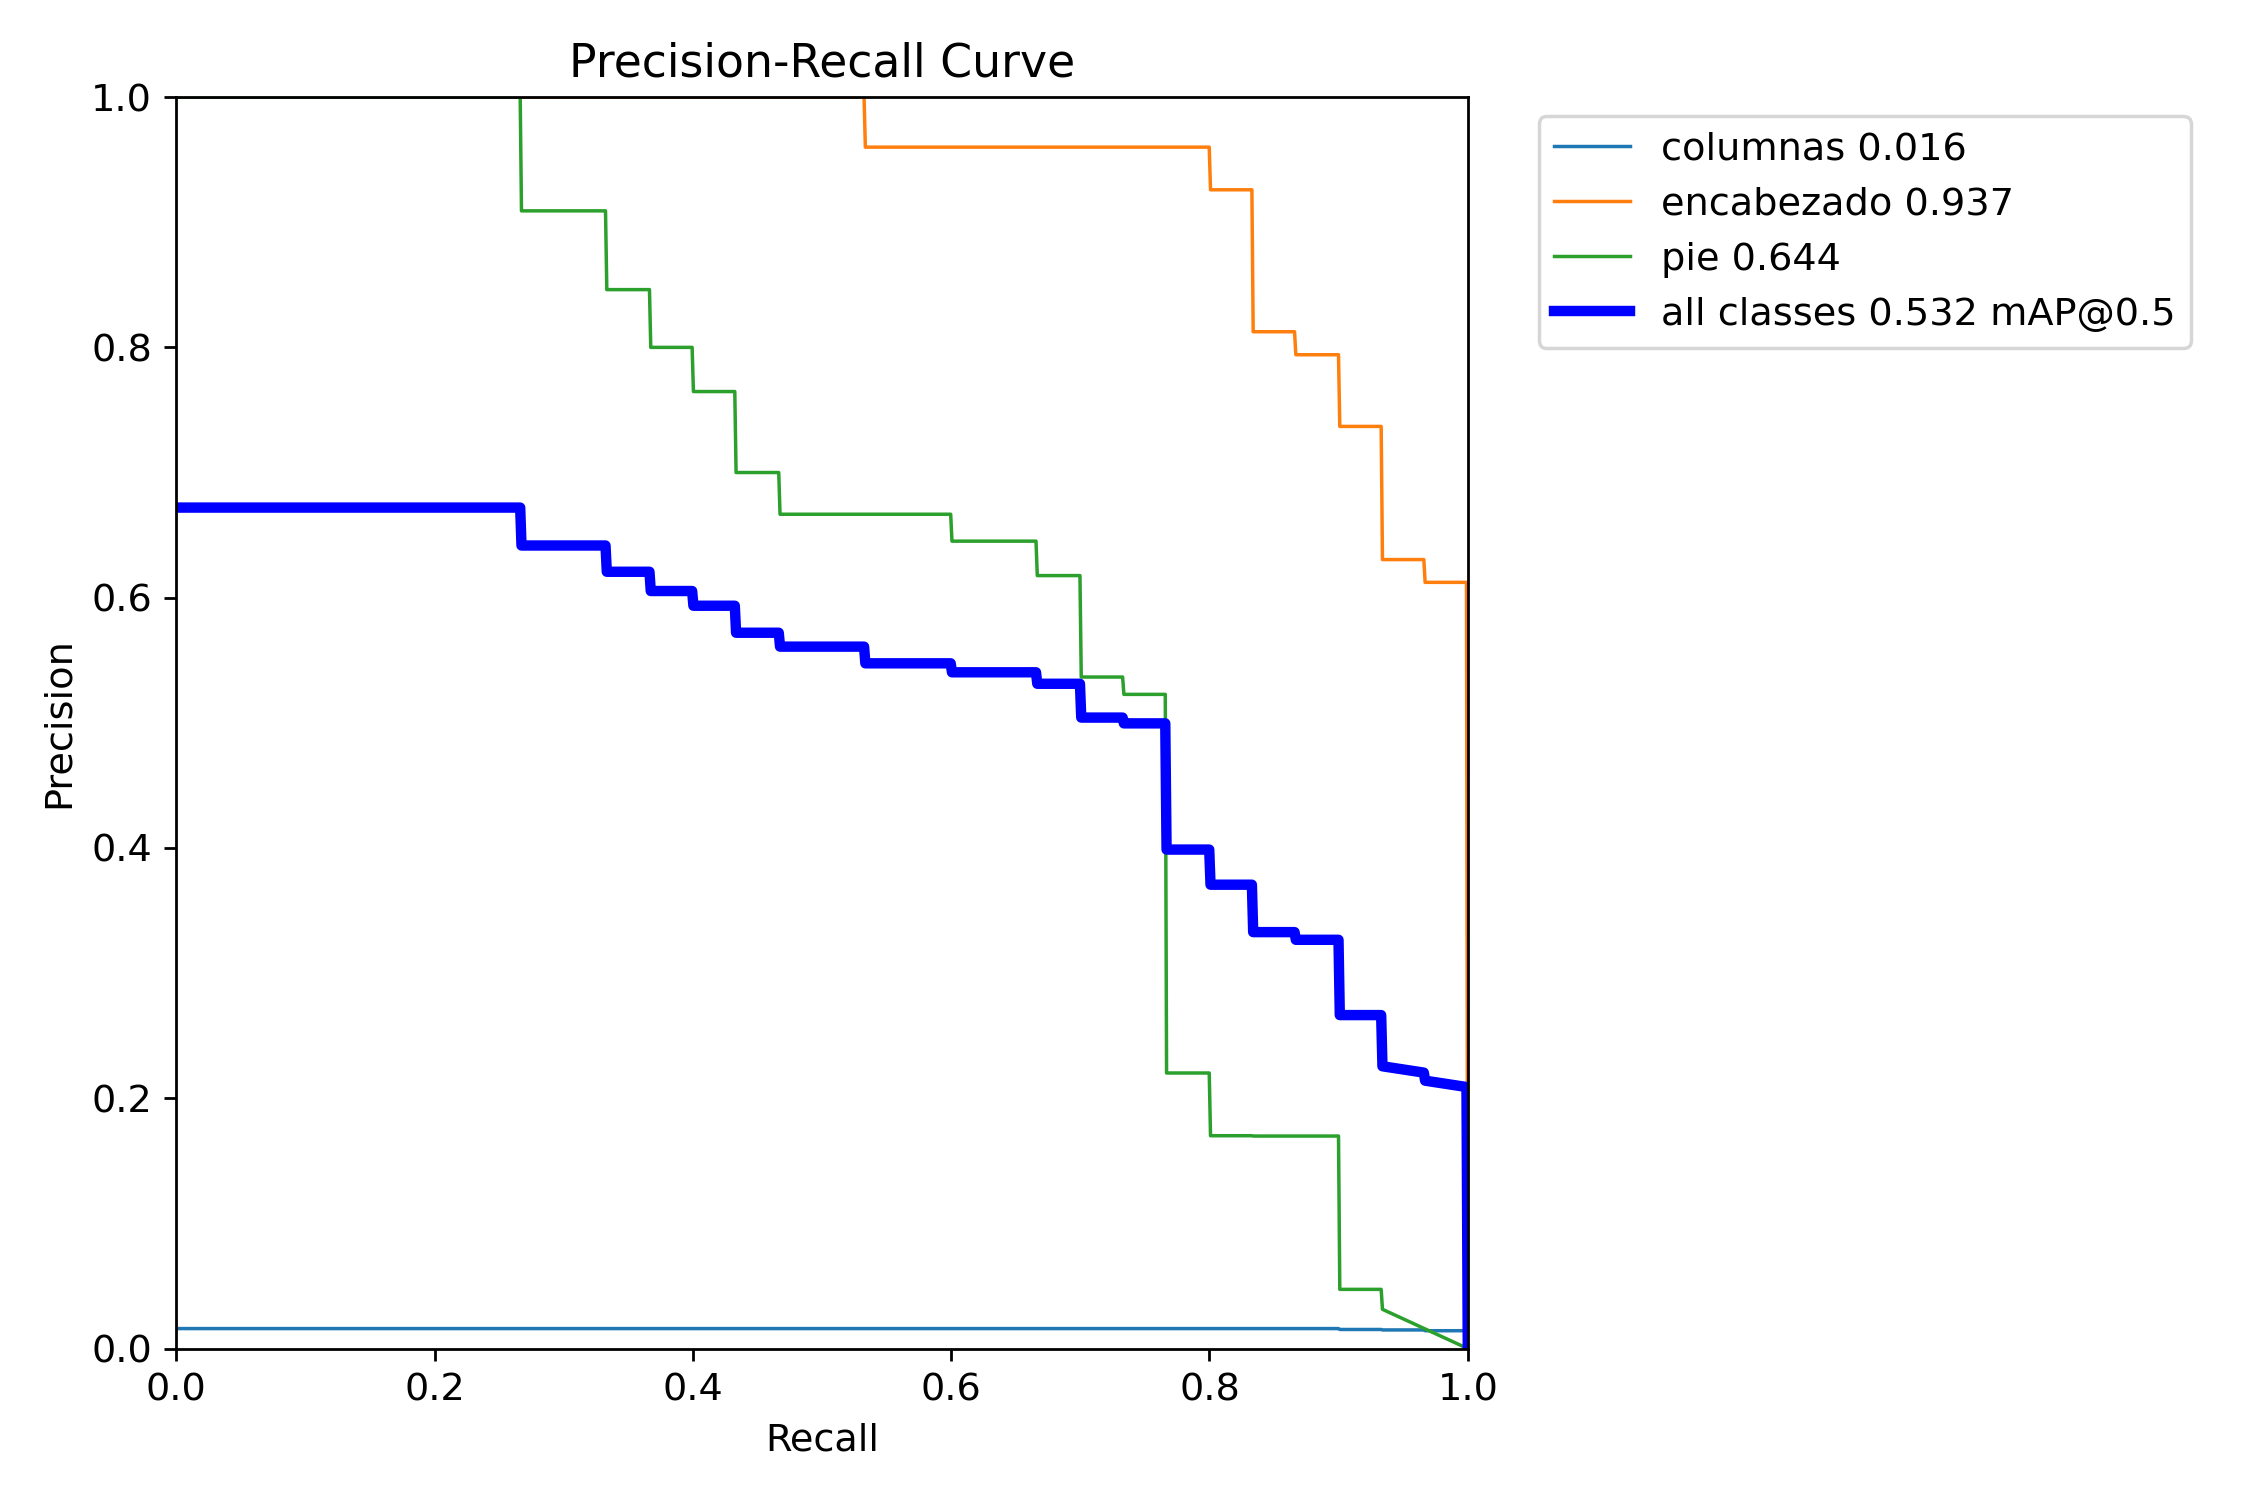 Precision-Recall Curve
1.0
0.8
0.6
0.4
0.2
0.0
Precision
0.0 0.2 0.4 0.6 0.8 1.0
Recall
columnas 0.016
encabezado 0.937
pie 0.644
all classes 0.532 mAP@0.5